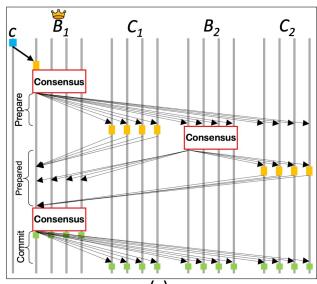 c B1 C1 B2 C2
Consensus
Prepare
Consensus
Prepared
Consensus
Commit